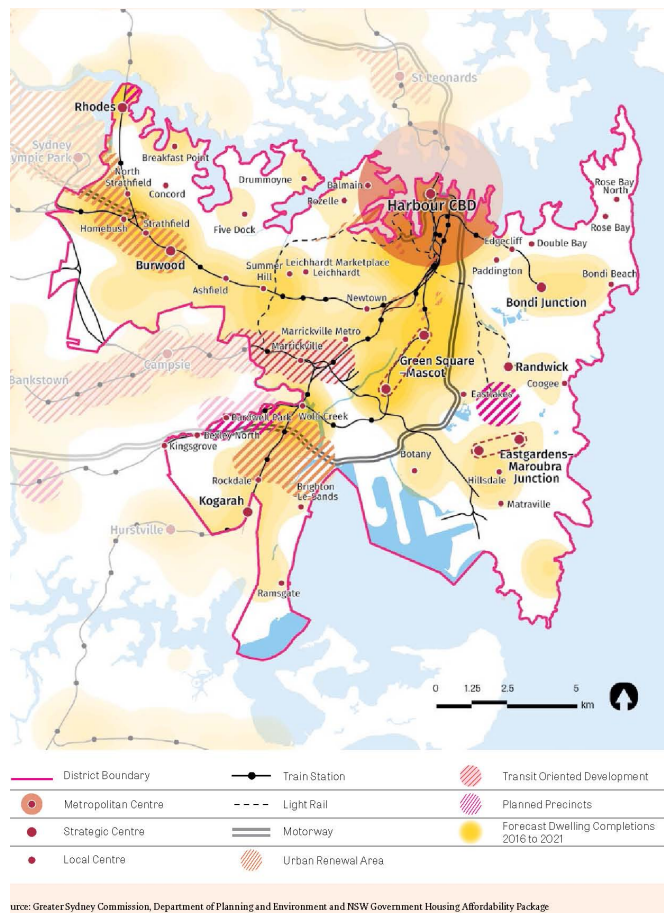 St Leonards
Rhodes
Sydney
ympic Park
Breakfast Point
North
Strathfield
Concord
Drummoyne
Balmain
Rozelle
Harbour CBD
Rose Bay
North
Rose Bay
Homebush
Strathfield
Five Dock
Burwood
Summer
Hill
Leichhardt Marketplace
Leichhardt
Edgecliff
Double Bay
Paddington
Bondi Beach
Ashfield
Newtown
Bondi Junction
Marrickville Metro
Marrickville
Campsie
Bankstown
Green Square
–Mascot
Randwick
Coogee
Eastlakes
Bardwell Park
Wolli Creek
Bexley North
Kingsgrove
Botany
Eastgardens–
Maroubra
Junction
Hillsdale
Rockdale
Brighton
Le-Sands
Kogarah
Matraville
Hurstville
Ramsgate
0 1.25 2.5 5
km
District Boundary
Train Station
Transit Oriented Development
Metropolitan Centre
Light Rail
Planned Precincts
Strategic Centre
Motorway
Forecast Dwelling Completions
2016 to 2021
Local Centre
Urban Renewal Area
urce: Greater Sydney Commission, Department of Planning and Environment and NSW Government Housing Affordability Package